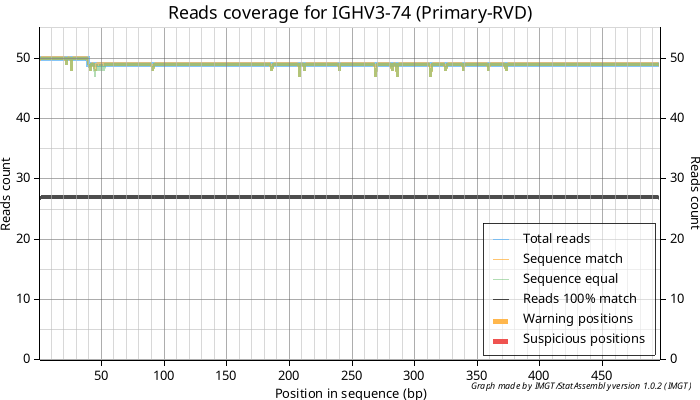 Reads coverage for IGHV3-74 (Primary-RVD)
50
40
30
20
10
0
Reads count
50
40
30
20
10
0
Reads count
50
100
150
200
250
300
350
400
450
Position in sequence (bp)
Total reads
Sequence match
Sequence equal
Reads 100% match
Warning positions
Suspicious positions
Graph made by IMGT/StatAssembly version 1.0.2 (IMGT)